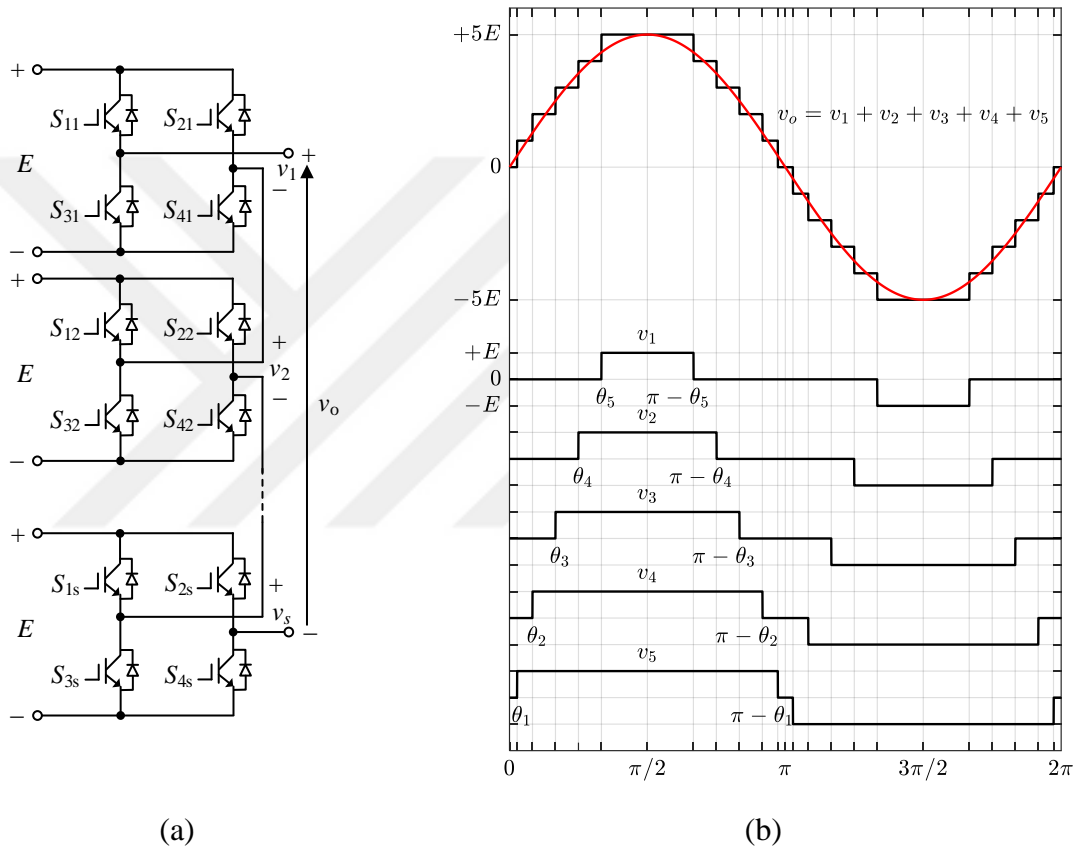 +
S11 S21
+
E
v1
−
S31 S41
−
+
S12 S22
+
E
v2
−
S32 S42
−
vo
+
S1s S2s
+
E
vs
−
S3s S4s
−
(a)
+5E
vo = v1 + v2 + v3 + v4 + v5
0
−5E
v1
+E
0
−E
θ5 π − θ5
v2
θ4 π − θ4
v3
θ3 π − θ3
v4
θ2 π − θ2
v5
θ1 π − θ1
0 π/2 π 3π/2 2π
(b)